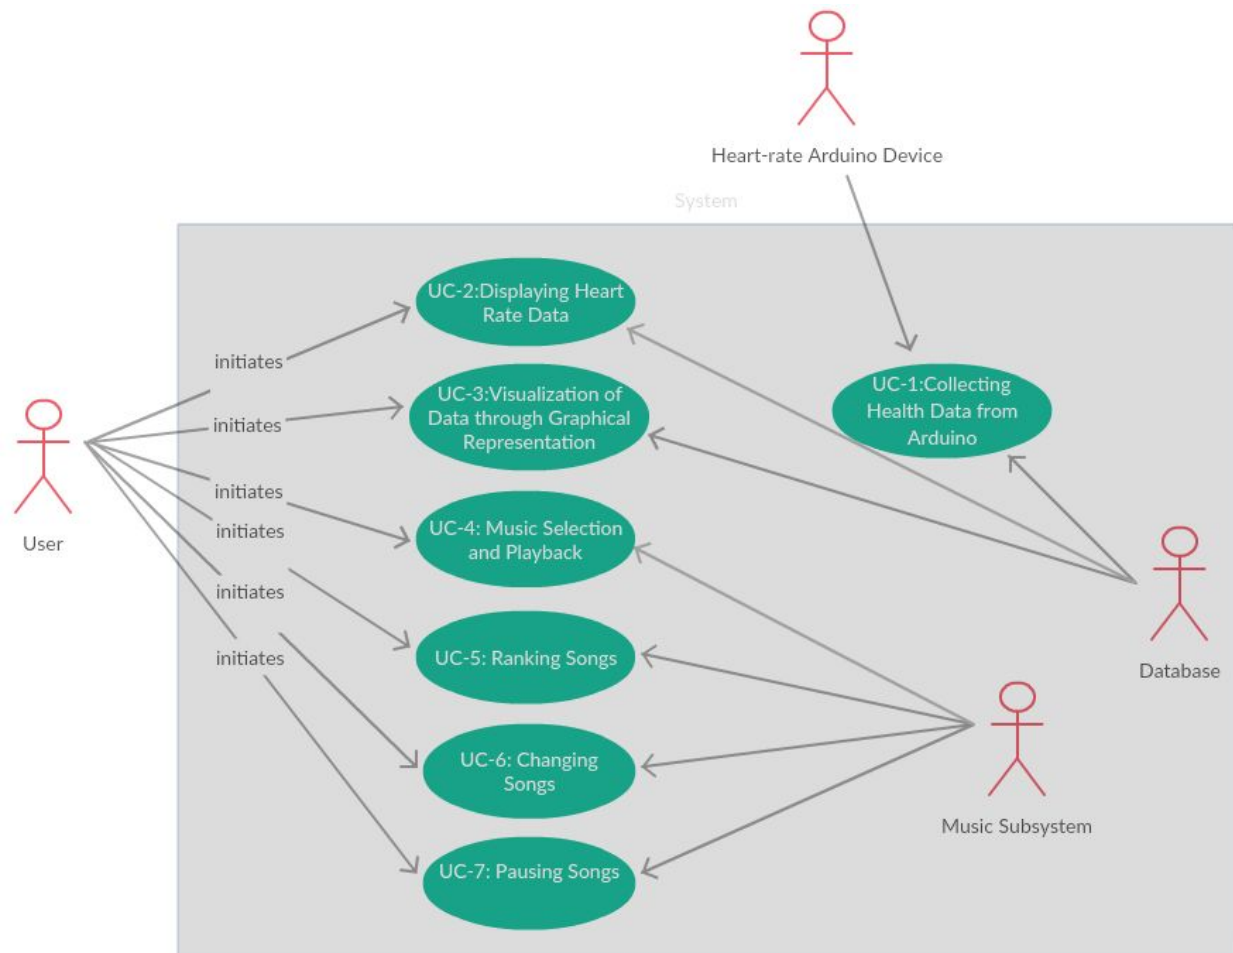 Heart-rate Arduino Device
System
UC-2:Displaying Heart
Rate Data
initiates
UC-3:Visualization of
Data through Graphical
Representation
initiates
UC-1:Collecting
Health Data from
Arduino
initiates
UC-4: Music Selection
and Playback
initiates
User
initiates
UC-5: Ranking Songs
initiates
Database
UC-6: Changing
Songs
Music Subsystem
UC-7: Pausing Songs